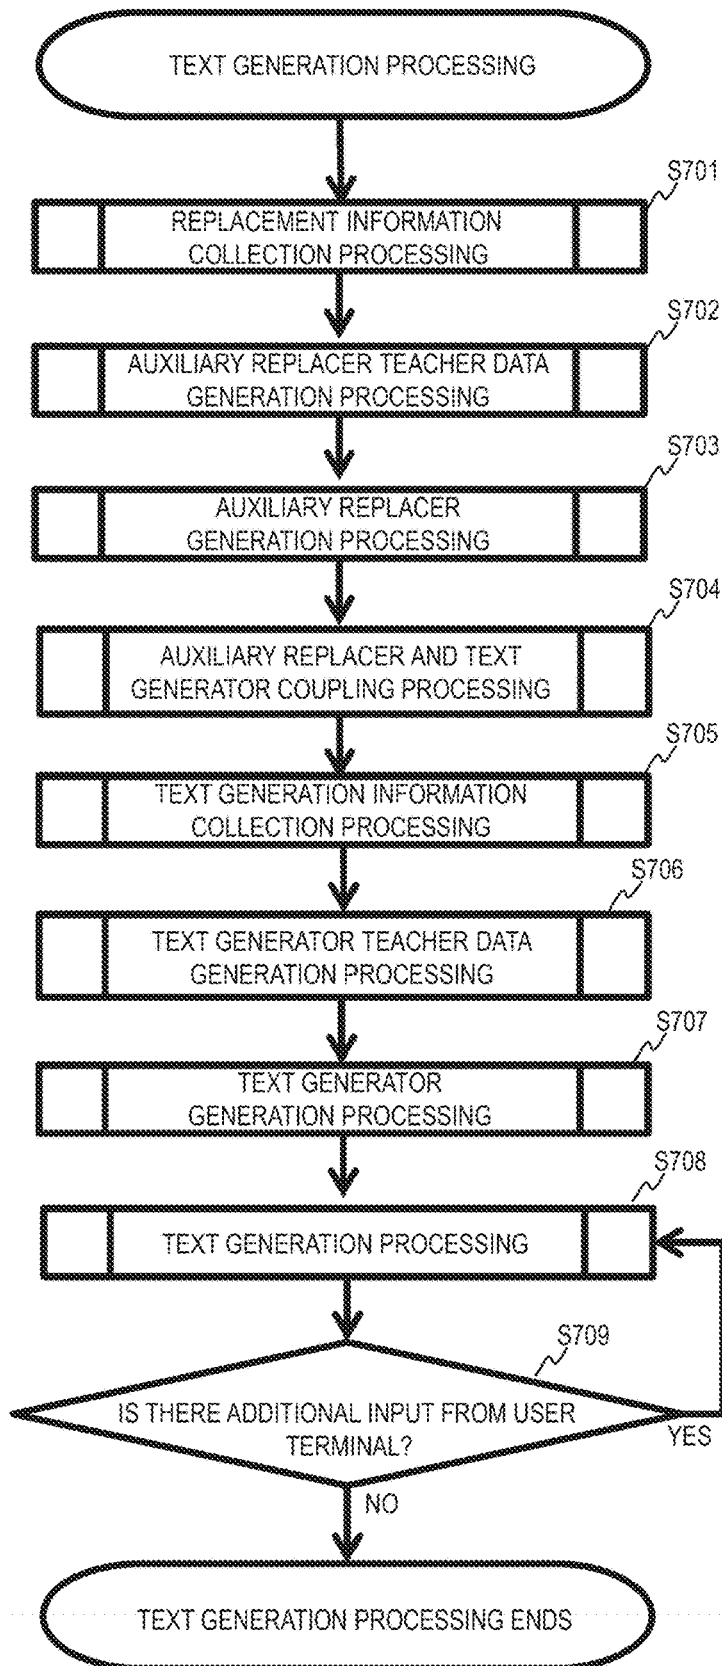 TEXT GENERATION PROCESSING
S701
REPLACEMENT INFORMATION
COLLECTION PROCESSING
S702
AUXILIARY REPLACER TEACHER DATA
GENERATION PROCESSING
S703
AUXILIARY REPLACER
GENERATION PROCESSING
S704
AUXILIARY REPLACER AND TEXT
GENERATOR COUPLING PROCESSING
S705
TEXT GENERATION INFORMATION
COLLECTION PROCESSING
S706
TEXT GENERATOR TEACHER DATA
GENERATION PROCESSING
S707
TEXT GENERATOR
GENERATION PROCESSING
S708
TEXT GENERATION PROCESSING
S709
IS THERE ADDITIONAL INPUT FROM USER
TERMINAL?
YES
NO
TEXT GENERATION PROCESSING ENDS